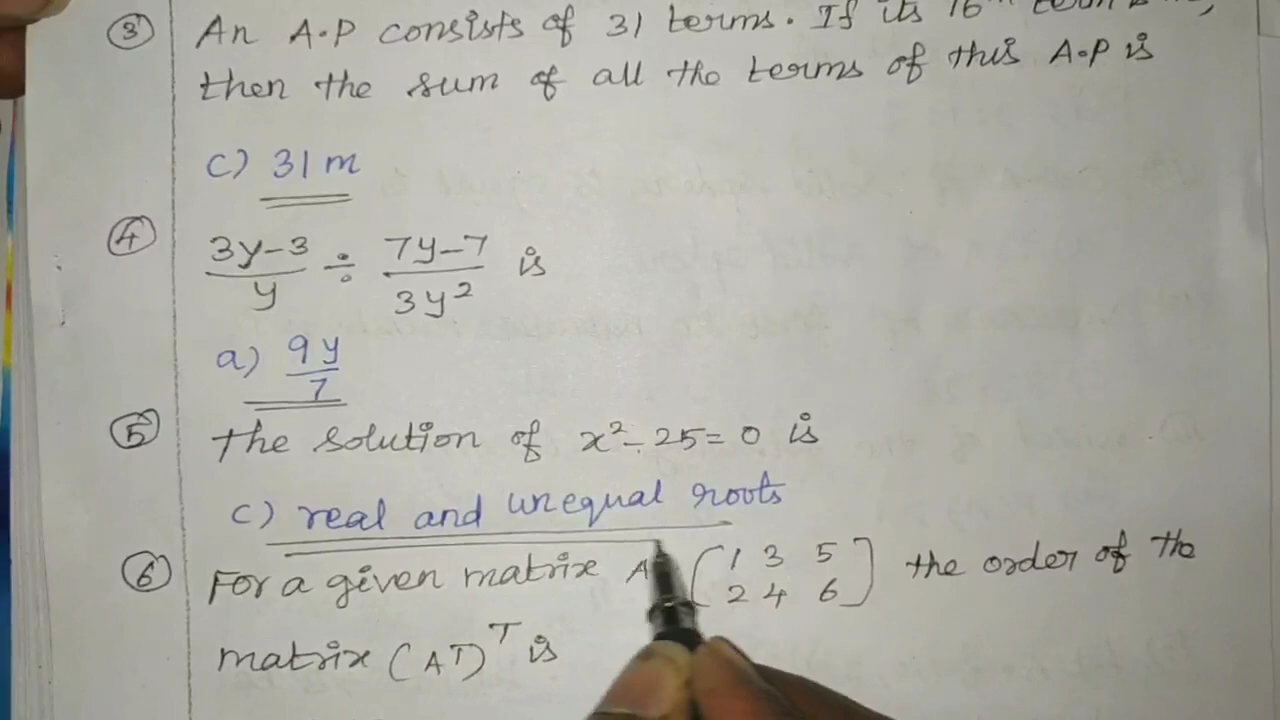 ③ An A.P consists of 31 terms. If its 16
then the sum of all the terms of this A.P is
c) 31 m
④ 3y-3/y ÷ 7y-7/3y² is
a) 9y/7
⑤ The solution of x²-25=0 is
c) real and unequal roots
⑥ For a given matrix A (1 3 5
2 4 6) the order of the
matrix (AT)ᵀ is